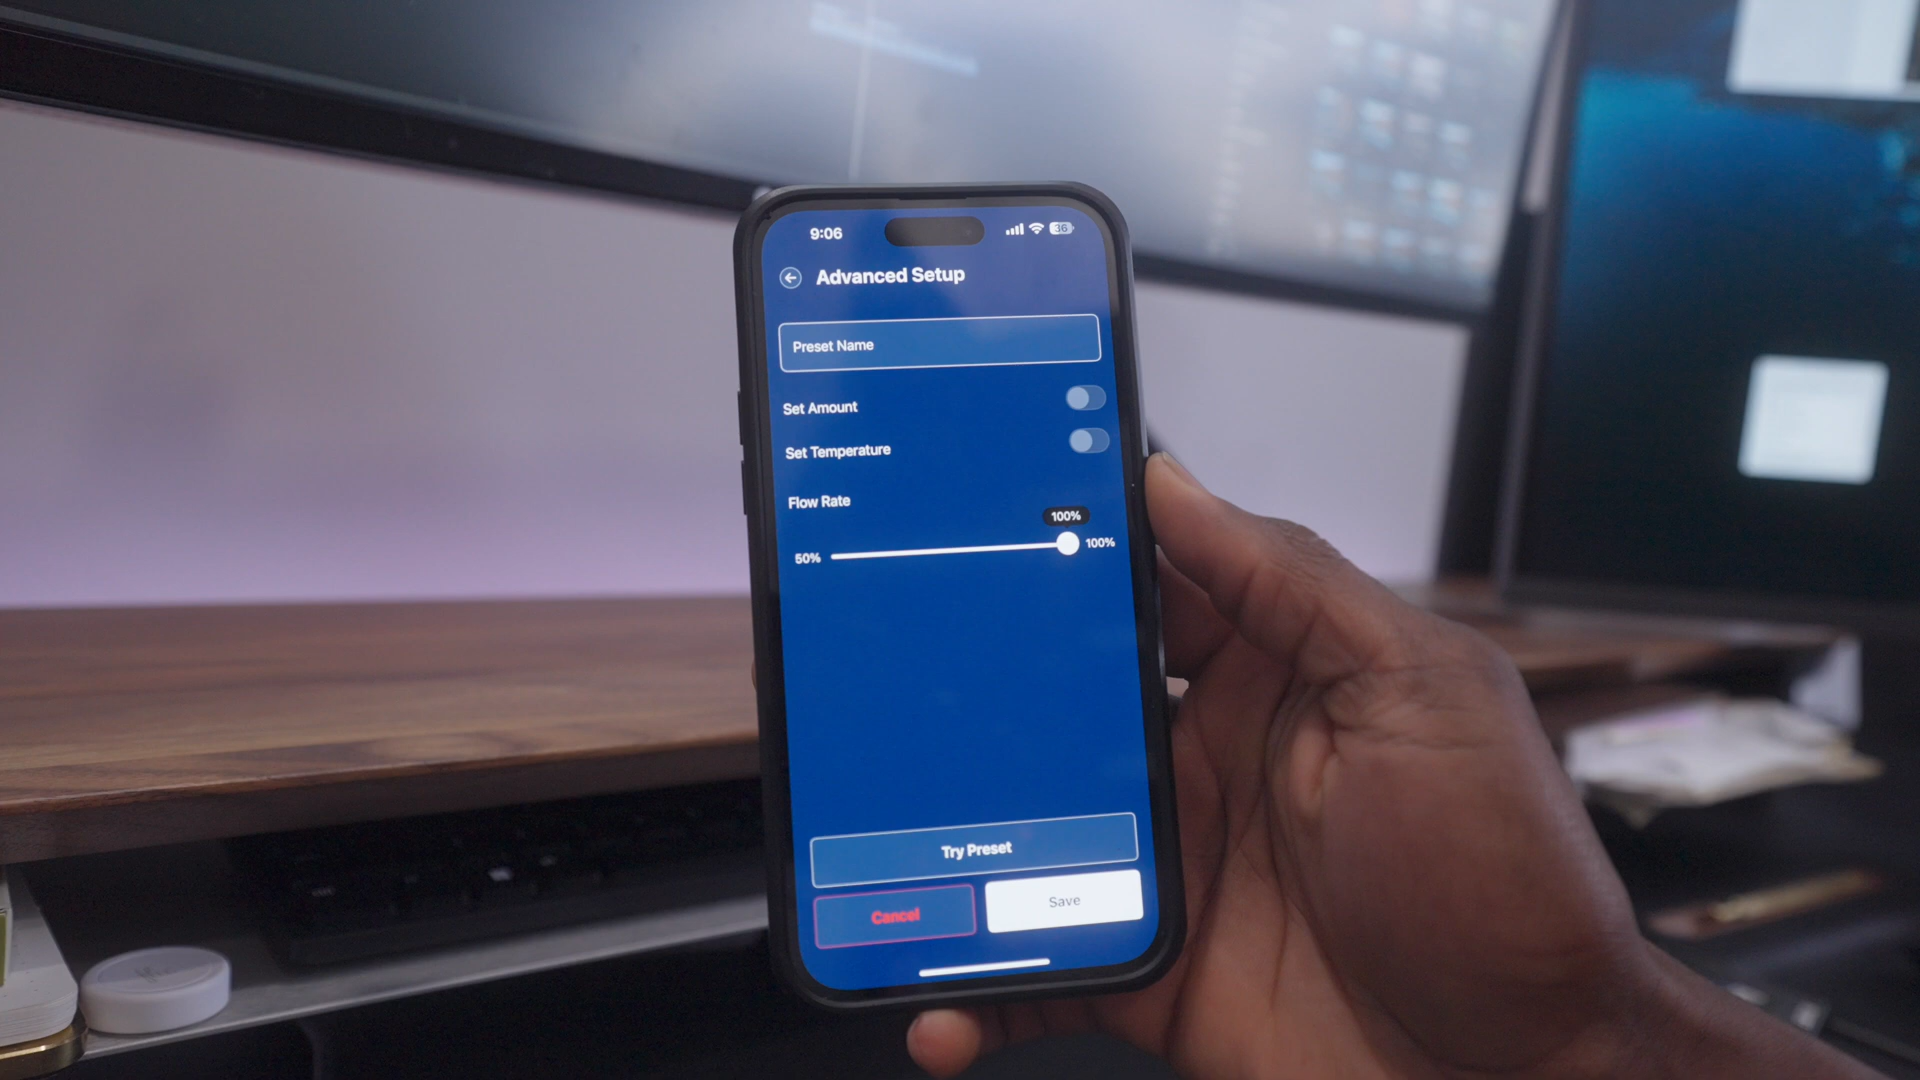 9:06
36
Advanced Setup
Preset Name
Set Amount
Set Temperature
Flow Rate
100%
50%
100%
Try Preset
Cancel
Save